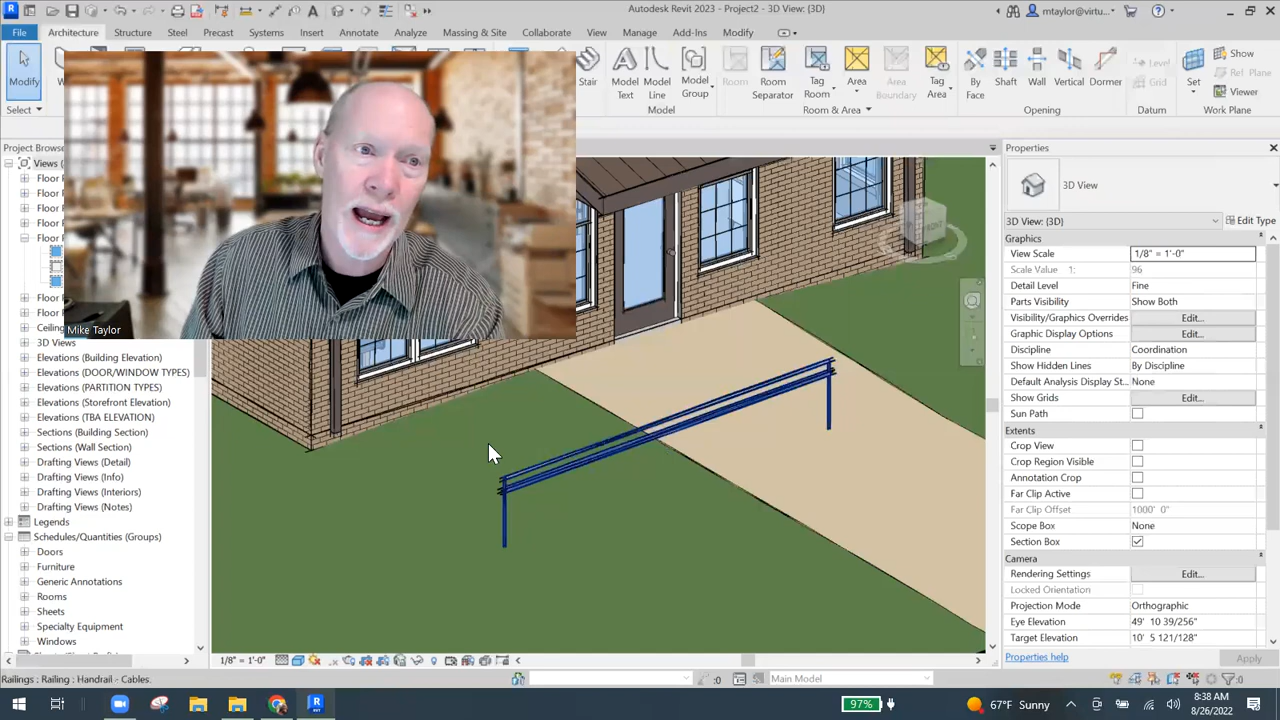 Autodesk Revit 2023 - Project2 - 3D View: {3D}
mtaylor@virtu...
File Architecture Structure Steel Precast Systems Insert Annotate Analyze Massing & Site Collaborate View Manage Add-Ins Modify
Modify
Stair
Model Text
Model Line
Model Group
Room
Room Separator
Tag Room
Area
Area Boundary
Tag Area
By Face
Shaft
Wall
Vertical
Dormer
Level
Grid
Set
Show
Ref Plane
Viewer
Select
Model
Room & Area
Opening
Datum
Work Plane
Project Browse
Views (
Floor
Floor
Floor
Floor
Floor
Floor
Floor
Ceilin
3D Views
Elevations (Building Elevation)
Elevations (DOOR/WINDOW TYPES)
Elevations (PARTITION TYPES)
Elevations (Storefront Elevation)
Elevations (TBA ELEVATION)
Sections (Building Section)
Sections (Wall Section)
Drafting Views (Detail)
Drafting Views (Info)
Drafting Views (Interiors)
Drafting Views (Notes)
Legends
Schedules/Quantities (Groups)
Doors
Furniture
Generic Annotations
Rooms
Sheets
Specialty Equipment
Windows
Mike Taylor
Properties
3D View
3D View: {3D} Edit Type
Graphics
View Scale 1/8" = 1'-0"
Scale Value 1: 96
Detail Level Fine
Parts Visibility Show Both
Visibility/Graphics Overrides Edit...
Graphic Display Options Edit...
Discipline Coordination
Show Hidden Lines By Discipline
Default Analysis Display St... None
Show Grids Edit...
Sun Path
Extents
Crop View
Crop Region Visible
Annotation Crop
Far Clip Active
Far Clip Offset 1000' 0"
Scope Box None
Section Box
Camera
Rendering Settings Edit...
Locked Orientation
Projection Mode Orthographic
Eye Elevation 49' 10 39/256"
Target Elevation 10' 5 121/128"
Properties help Apply
1/8" = 1'-0"
Railings : Railing : Handrail - Cables.
:0
Main Model
:0
97%
67°F Sunny
8:38 AM
8/26/2022